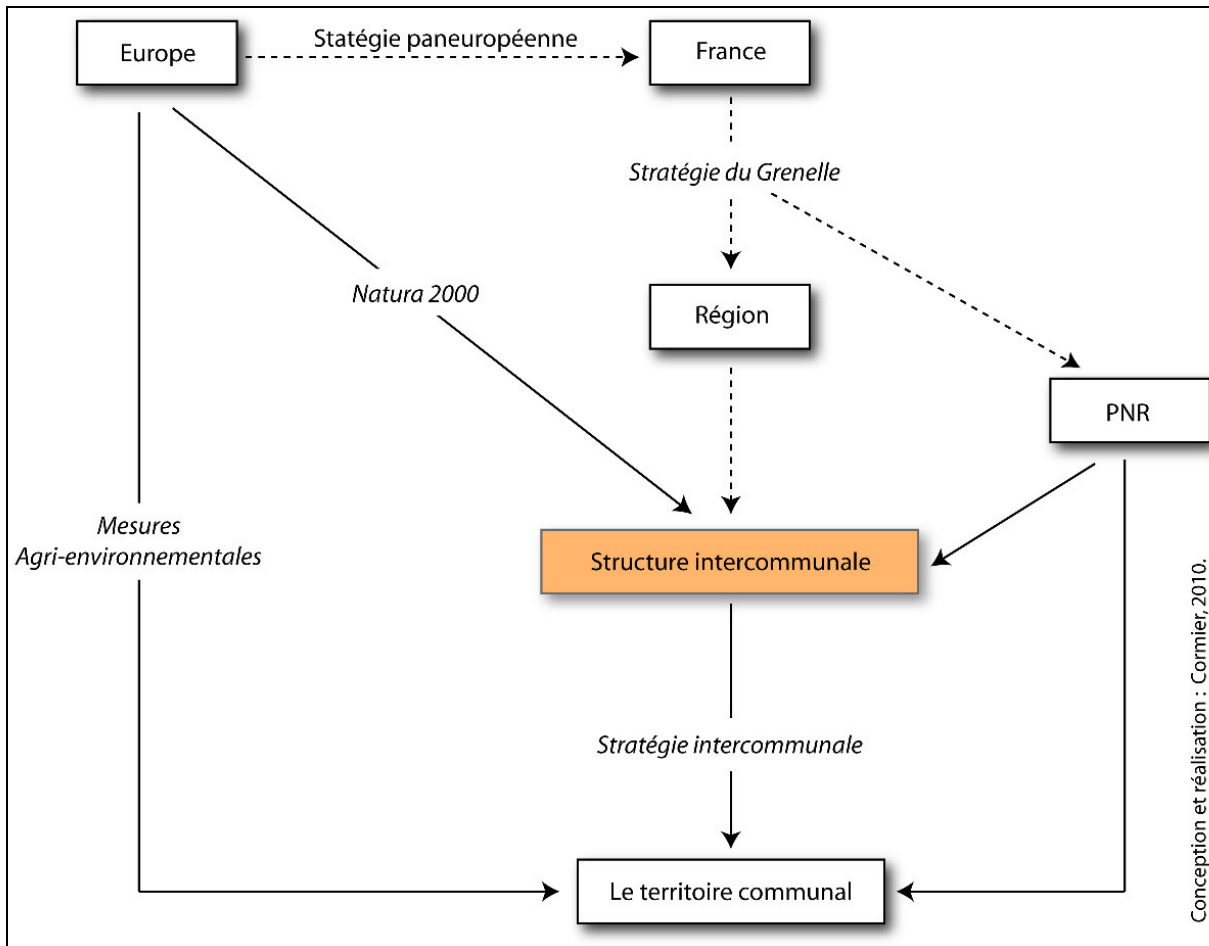 Europe
Statégie paneuropéenne
France
Stratégie du Grenelle
Natura 2000
Région
PNR
Mesures
Agri-environnementales
Structure intercommunale
Stratégie intercommunale
Le territoire communal
Conception et réalisation : Cormier, 2010.